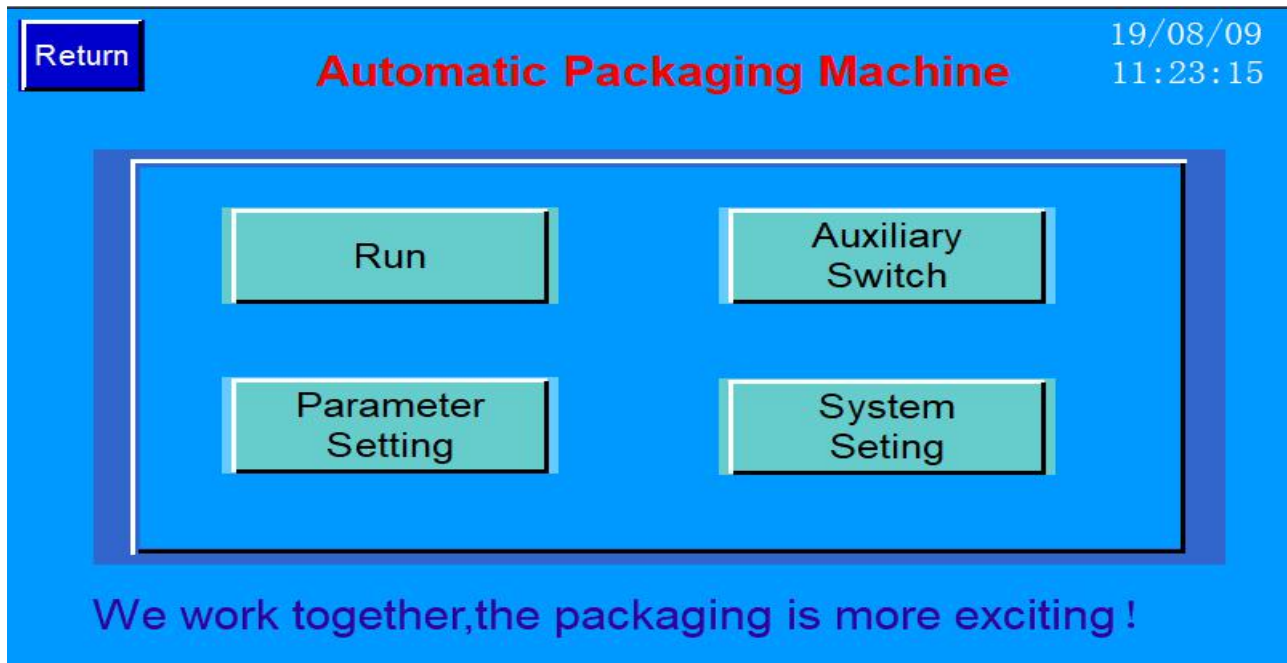 Return
Automatic Packaging Machine
19/08/09
11:23:15
Run
Auxiliary
Switch
Parameter
Setting
System
Seting
We work together,the packaging is more exciting !